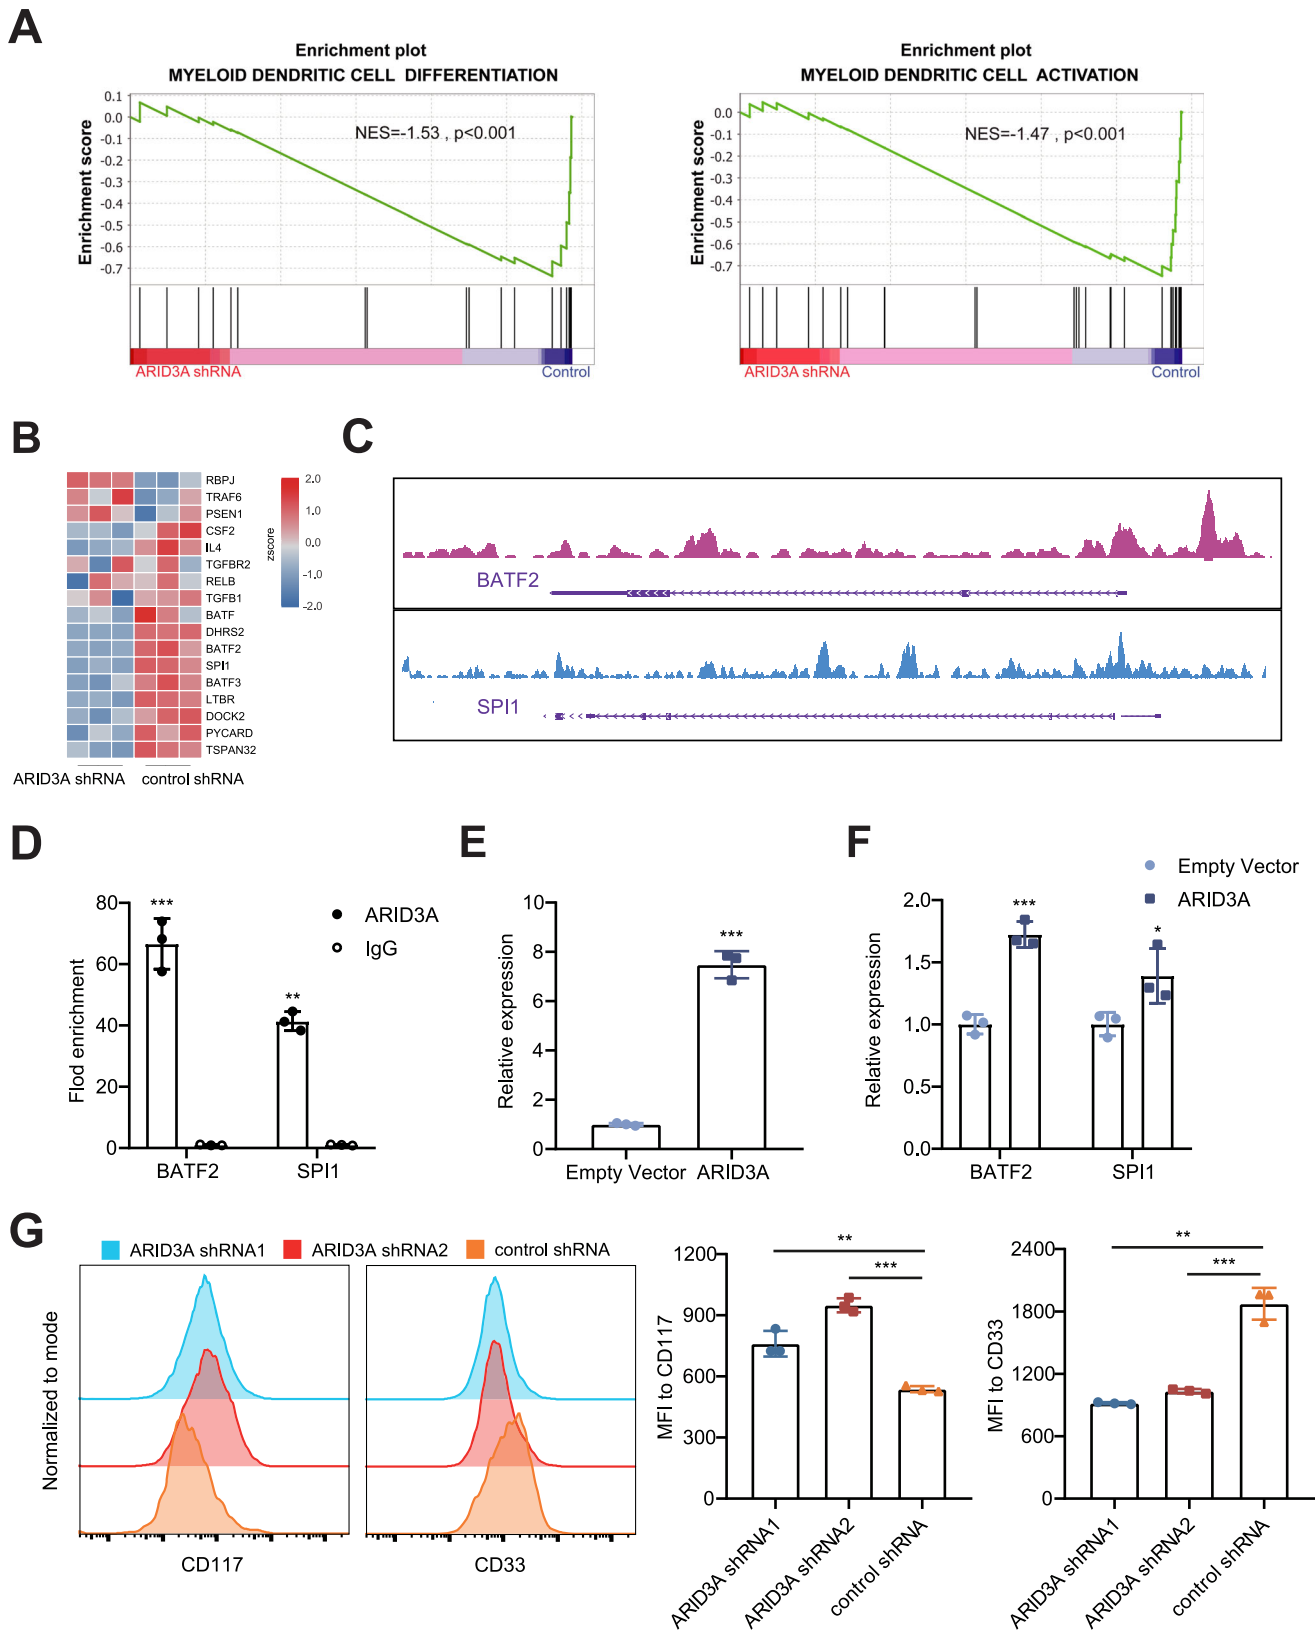 A
Enrichment plot
MYELOID DENDRITIC CELL DIFFERENTIATION
Enrichment score
0.1
0.0
-0.1
-0.2
-0.3
-0.4
-0.5
-0.6
-0.7
NES=-1.53 , p<0.001
ARID3A shRNA
Control
Enrichment plot
MYELOID DENDRITIC CELL ACTIVATION
Enrichment score
0.0
-0.1
-0.2
-0.3
-0.4
-0.5
-0.6
-0.7
NES=-1.47 , p<0.001
ARID3A shRNA
Control
B
RBPJ
TRAF6
PSEN1
CSF2
IL4
TGFBR2
RELB
TGFB1
BATF
DHRS2
BATF2
SPI1
BATF3
LTBR
DOCK2
PYCARD
TSPAN32
ARID3A shRNA
control shRNA
2.0
1.0
0.0
-1.0
-2.0
zscore
C
BATF2
SPI1
D
Flod enrichment
80
60
40
20
0
***
**
ARID3A
IgG
BATF2
SPI1
E
Relative expression
10
8
6
4
2
0
***
Empty Vector
ARID3A
F
Empty Vector
ARID3A
Relative expression
2.0
1.5
1.0
0.5
0.0
***
*
BATF2
SPI1
G
ARID3A shRNA1
ARID3A shRNA2
control shRNA
Normalized to mode
CD117
CD33
MFI to CD117
1200
900
600
300
0
**
***
ARID3A shRNA1
ARID3A shRNA2
control shRNA
MFI to CD33
2400
1800
1200
600
0
**
***
ARID3A shRNA1
ARID3A shRNA2
control shRNA